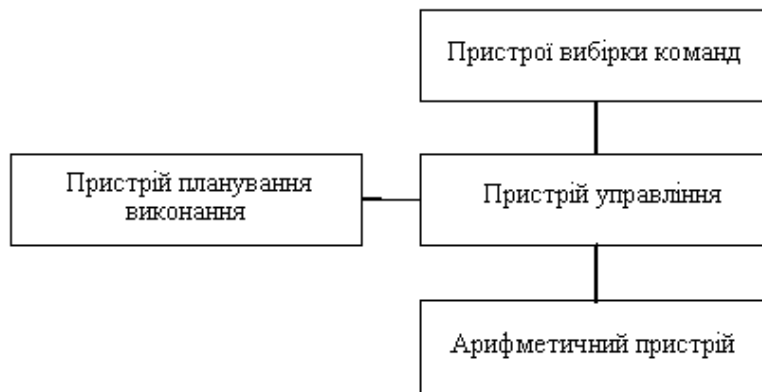 Пристрої вибірки команд
Пристрій планування
виконання
Пристрій управління
Арифметичний пристрій